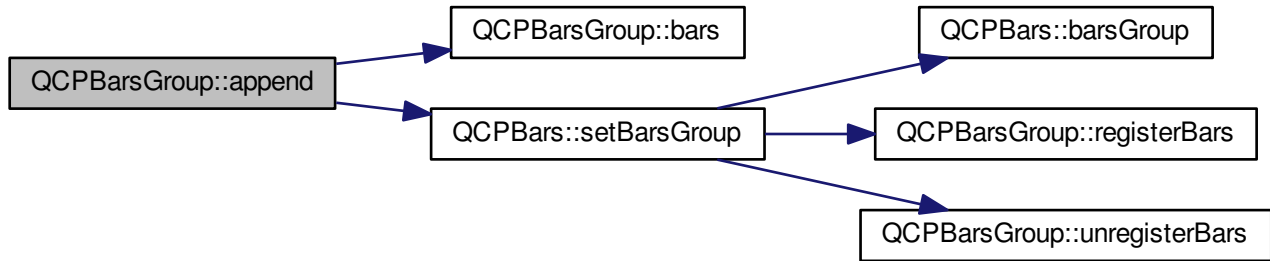 QCPBarsGroup::append
QCPBarsGroup::bars
QCPBars::setBarsGroup
QCPBars::barsGroup
QCPBarsGroup::registerBars
QCPBarsGroup::unregisterBars